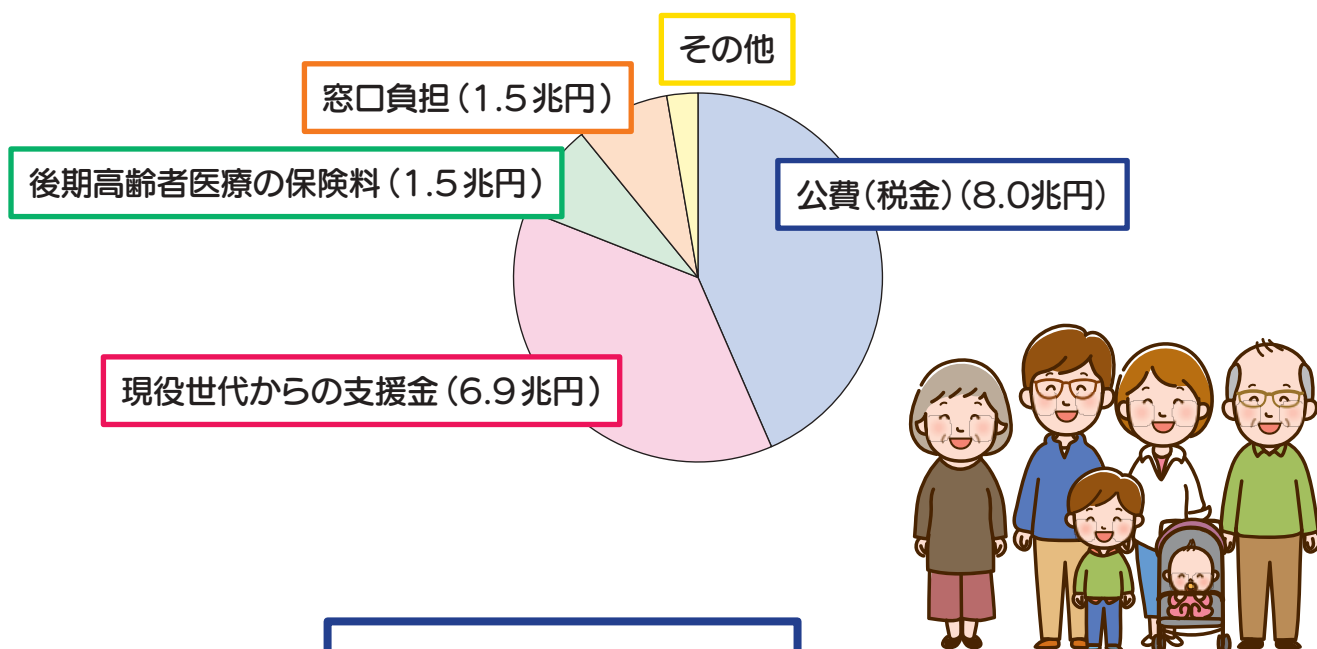 その他
窓口負担（1.5兆円）
後期高齢者医療の保険料（1.5兆円）
公費（税金）（8.0兆円）
現役世代からの支援金（6.9兆円）